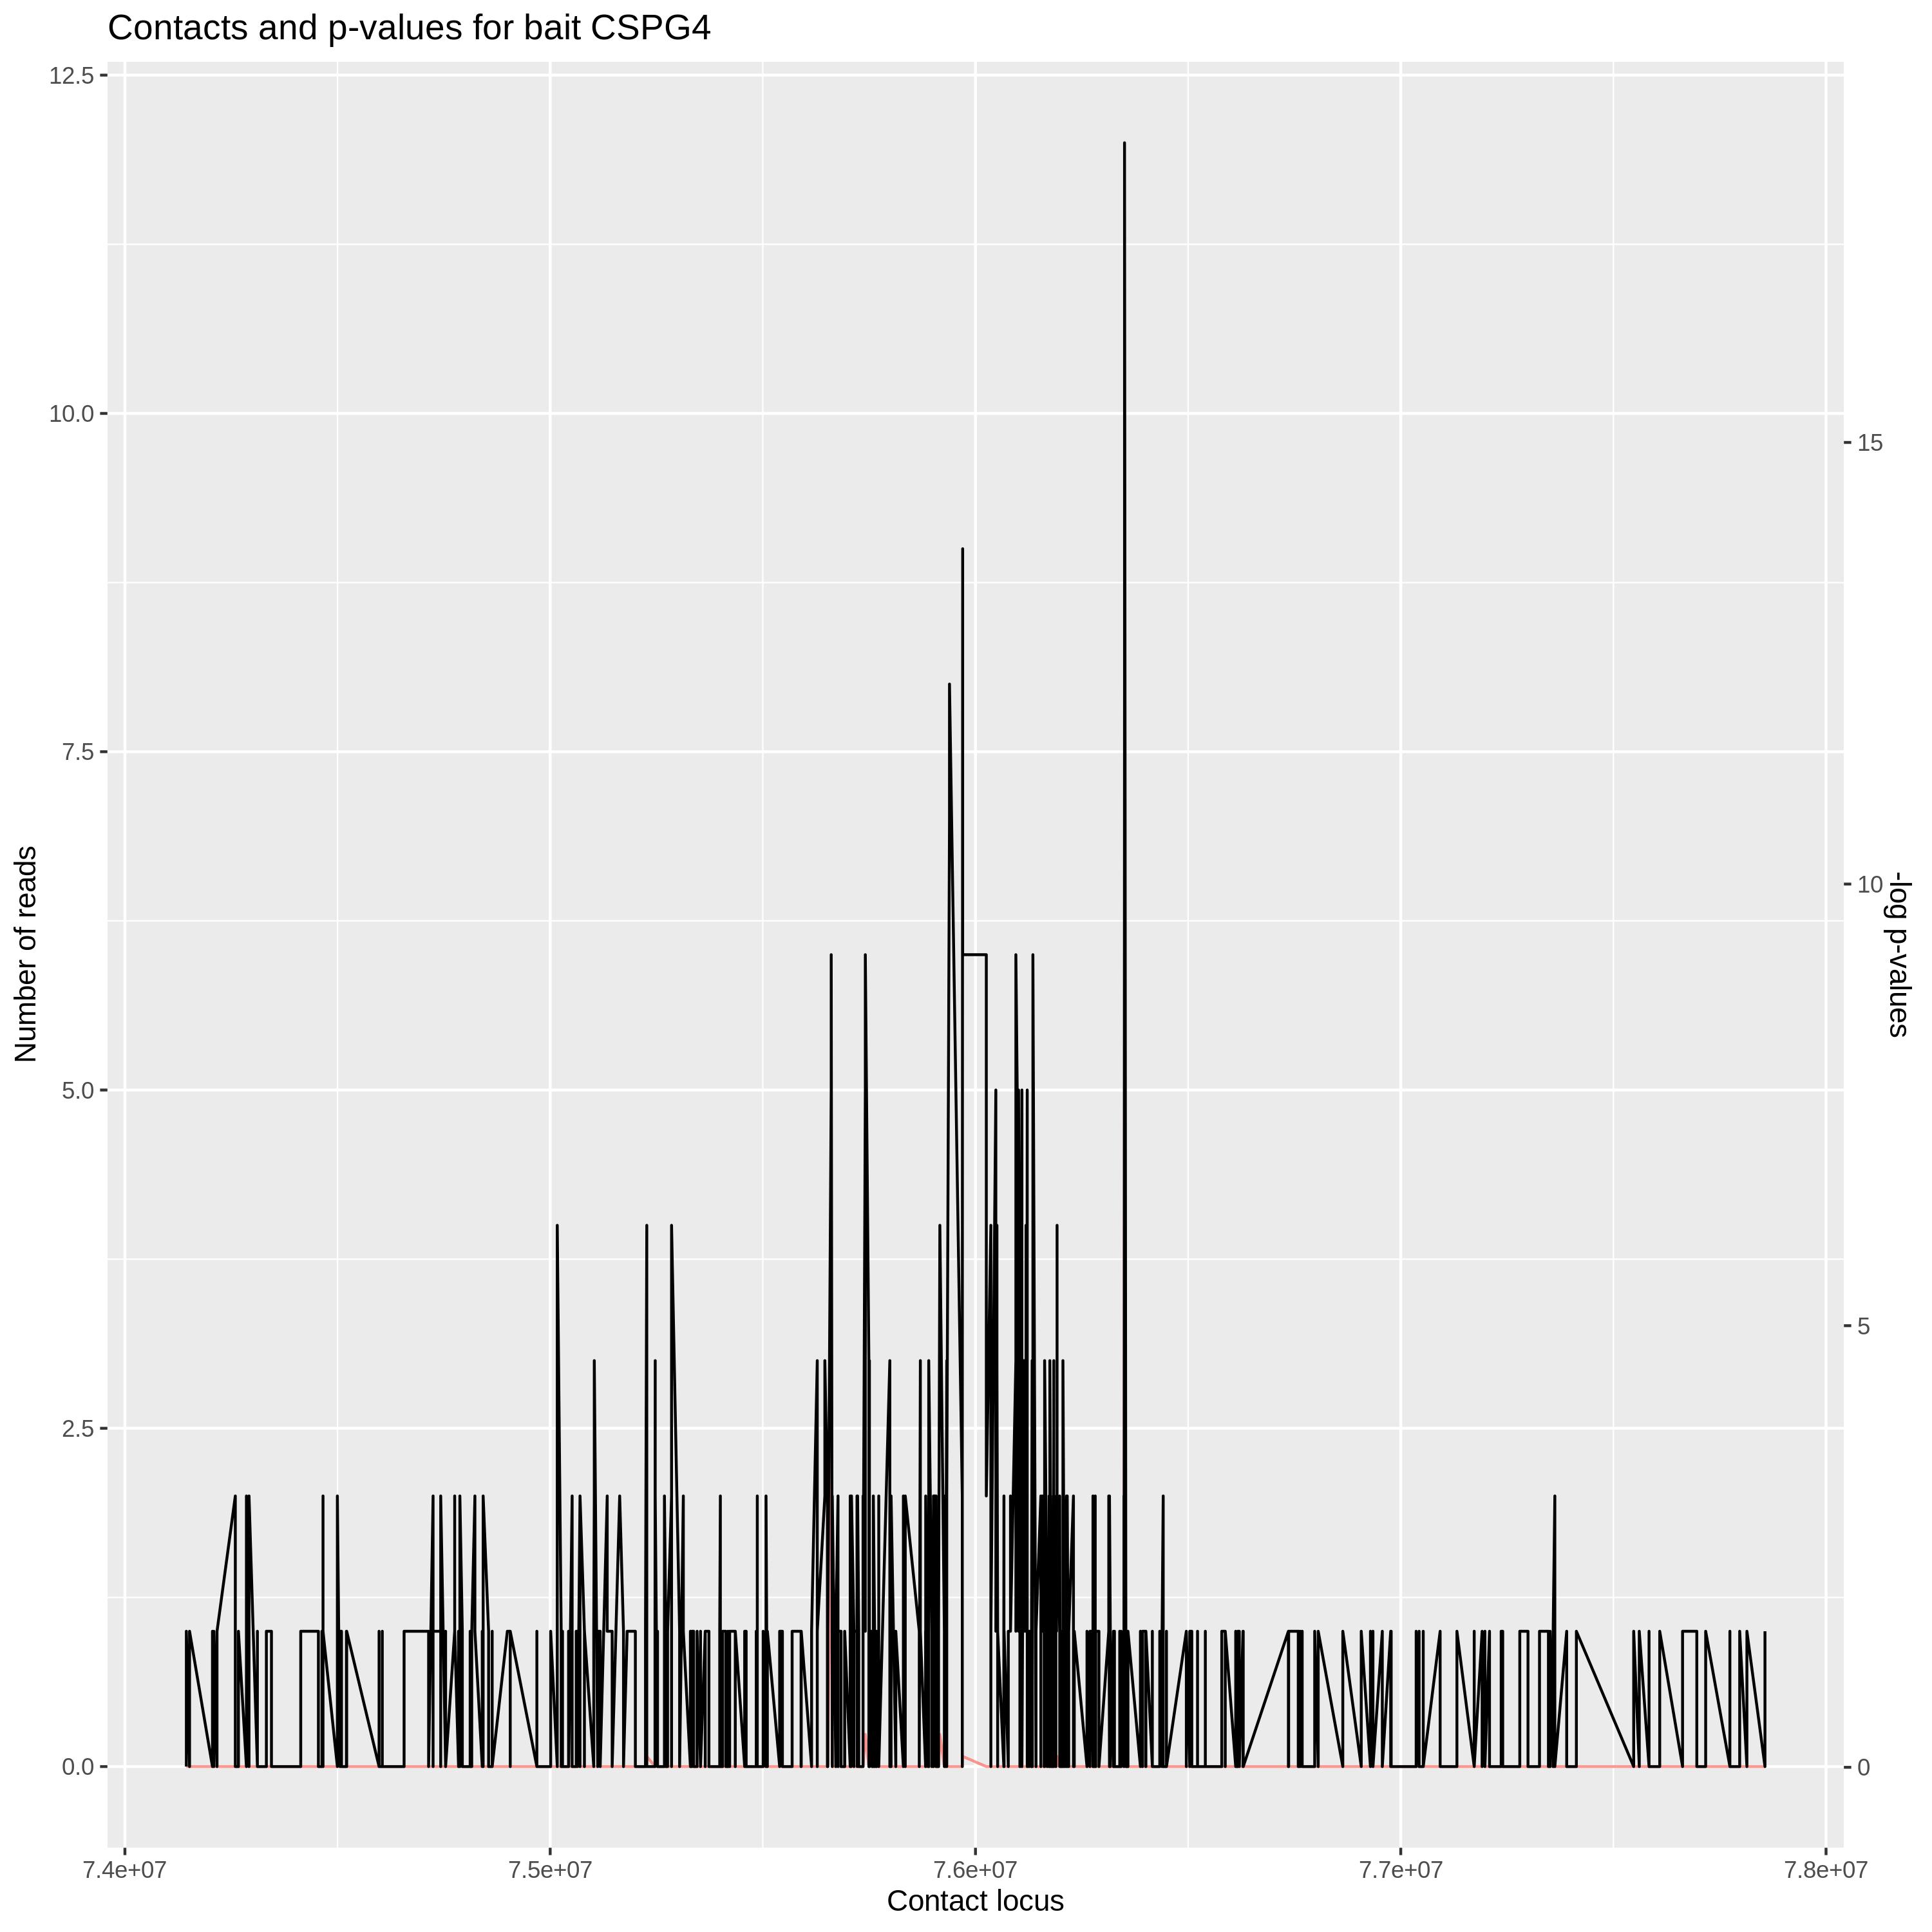 Contacts and p-values for bait CSPG4
12.5
10.0
7.5
5.0
2.5
0.0
Number of reads
15
10
5
0
-log p-values
7.4e+07 7.5e+07 7.6e+07 7.7e+07 7.8e+07
Contact locus